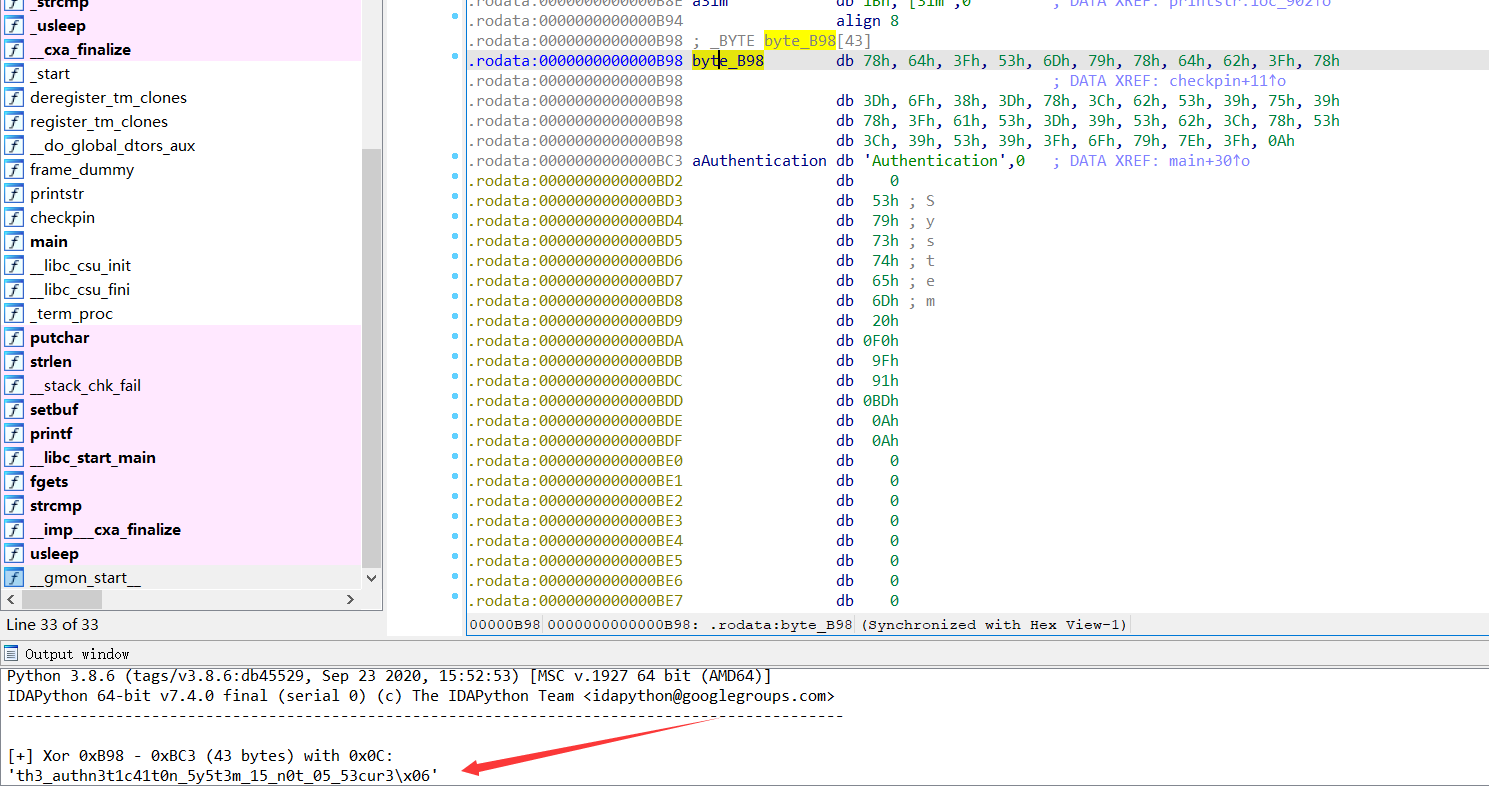 _strcmp
_usleep
__cxa_finalize
_start
deregister_tm_clones
register_tm_clones
__do_global_dtors_aux
frame_dummy
printstr
checkpin
main
__libc_csu_init
__libc_csu_fini
_term_proc
putchar
strlen
__stack_chk_fail
setbuf
printf
__libc_start_main
fgets
strcmp
__imp___cxa_finalize
usleep
__gmon_start__
Line 33 of 33
.rodata:0000000000000B8E a31m db 1Bh,'[31m',0 ; DATA XREF: printstr:loc_902↑o
.rodata:0000000000000B94 align 8
.rodata:0000000000000B98 ; _BYTE byte_B98[43]
.rodata:0000000000000B98 byte_B98 db 78h, 64h, 3Fh, 53h, 6Dh, 79h, 78h, 64h, 62h, 3Fh, 78h
.rodata:0000000000000B98 ; DATA XREF: checkpin+11↑o
.rodata:0000000000000B98 db 3Dh, 6Fh, 38h, 3Dh, 78h, 3Ch, 62h, 53h, 39h, 75h, 39h
.rodata:0000000000000B98 db 78h, 3Fh, 61h, 53h, 3Dh, 39h, 53h, 62h, 3Ch, 78h, 53h
.rodata:0000000000000B98 db 3Ch, 39h, 53h, 39h, 3Fh, 6Fh, 79h, 7Eh, 3Fh, 0Ah
.rodata:0000000000000BC3 aAuthentication db 'Authentication',0 ; DATA XREF: main+30↑o
.rodata:0000000000000BD2 db 0
.rodata:0000000000000BD3 db 53h ; S
.rodata:0000000000000BD4 db 79h ; y
.rodata:0000000000000BD5 db 73h ; s
.rodata:0000000000000BD6 db 74h ; t
.rodata:0000000000000BD7 db 65h ; e
.rodata:0000000000000BD8 db 6Dh ; m
.rodata:0000000000000BD9 db 20h
.rodata:0000000000000BDA db 0F0h
.rodata:0000000000000BDB db 9Fh
.rodata:0000000000000BDC db 91h
.rodata:0000000000000BDD db 0BDh
.rodata:0000000000000BDE db 0Ah
.rodata:0000000000000BDF db 0Ah
.rodata:0000000000000BE0 db 0
.rodata:0000000000000BE1 db 0
.rodata:0000000000000BE2 db 0
.rodata:0000000000000BE3 db 0
.rodata:0000000000000BE4 db 0
.rodata:0000000000000BE5 db 0
.rodata:0000000000000BE6 db 0
.rodata:0000000000000BE7 db 0
00000B98 0000000000000B98: .rodata:byte_B98 (Synchronized with Hex View-1)
Output window
Python 3.8.6 (tags/v3.8.6:db45529, Sep 23 2020, 15:52:53) [MSC v.1927 64 bit (AMD64)]
IDAPython 64-bit v7.4.0 final (serial 0) (c) The IDAPython Team <idapython@googlegroups.com>
---------------------------------------------------------------------------------------------
[+] Xor 0xB98 - 0xBC3 (43 bytes) with 0x0C:
'th3_authn3t1c41t0n_5y5t3m_15_n0t_05_53cur3\x06'